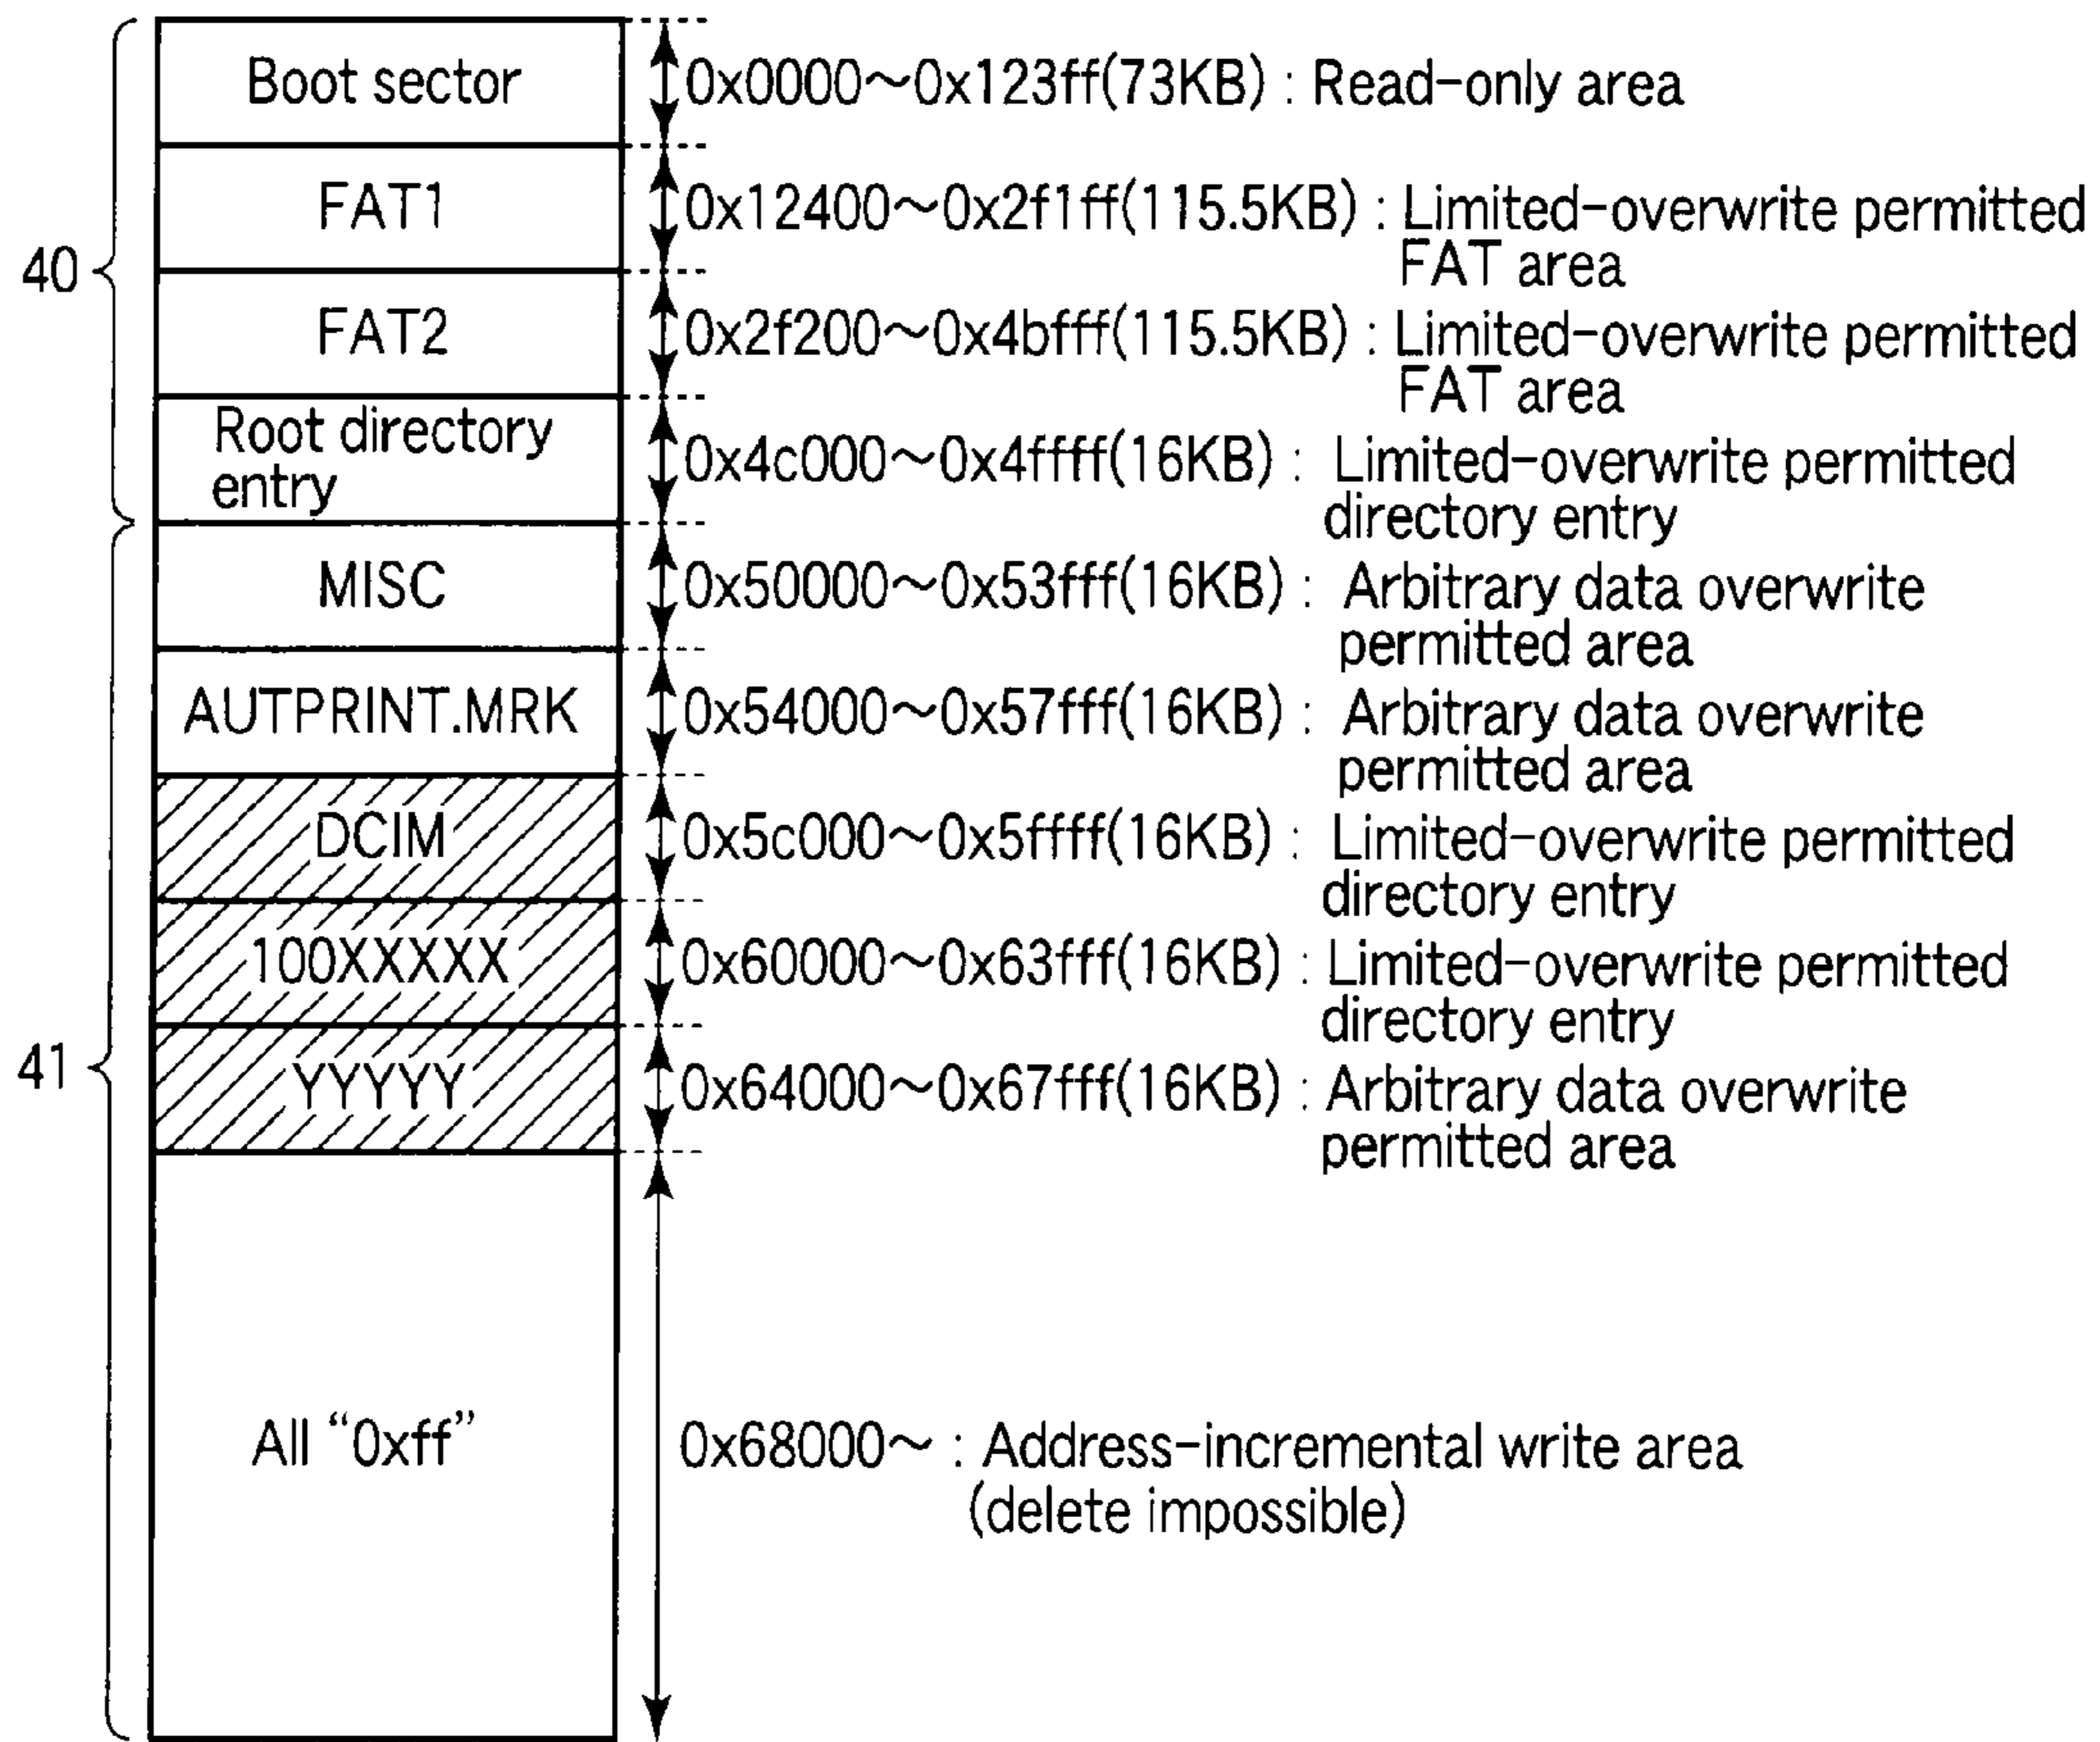 Boot sector
0x0000～0x123ff(73KB) : Read-only area
FAT1
0x12400～0x2f1ff(115.5KB) : Limited-overwrite permitted
FAT area
40
FAT2
0x2f200～0x4bfff(115.5KB) : Limited-overwrite permitted
FAT area
Root directory
entry
0x4c000～0x4ffff(16KB) : Limited-overwrite permitted
directory entry
MISC
0x50000～0x53fff(16KB) : Arbitrary data overwrite
permitted area
AUTPRINT.MRK
0x54000～0x57fff(16KB) : Arbitrary data overwrite
permitted area
DCIM
0x5c000～0x5ffff(16KB) : Limited-overwrite permitted
directory entry
100XXXXX
0x60000～0x63fff(16KB) : Limited-overwrite permitted
directory entry
41
YYYYY
0x64000～0x67fff(16KB) : Arbitrary data overwrite
permitted area
All “0xff”
0x68000～ : Address-incremental write area
(delete impossible)